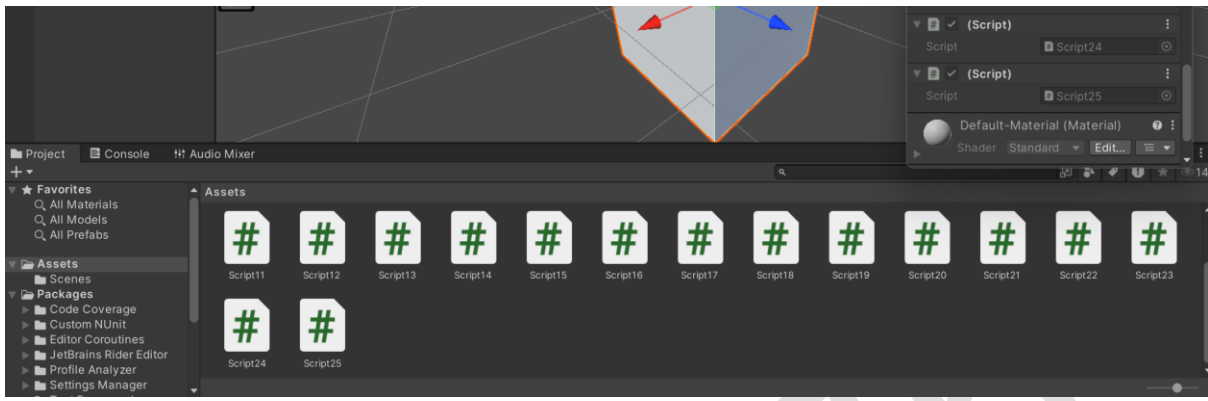 (Script)
Script Script24
(Script)
Script Script25
Default-Material (Material)
Shader Standard Edit...
Project Console Audio Mixer
14
Favorites
All Materials
All Models
All Prefabs
Assets
Scenes
Packages
Code Coverage
Custom NUnit
Editor Coroutines
JetBrains Rider Editor
Profile Analyzer
Settings Manager
Assets
# # # # # # # # # # # # #
Script11 Script12 Script13 Script14 Script15 Script16 Script17 Script18 Script19 Script20 Script21 Script22 Script23
# #
Script24 Script25